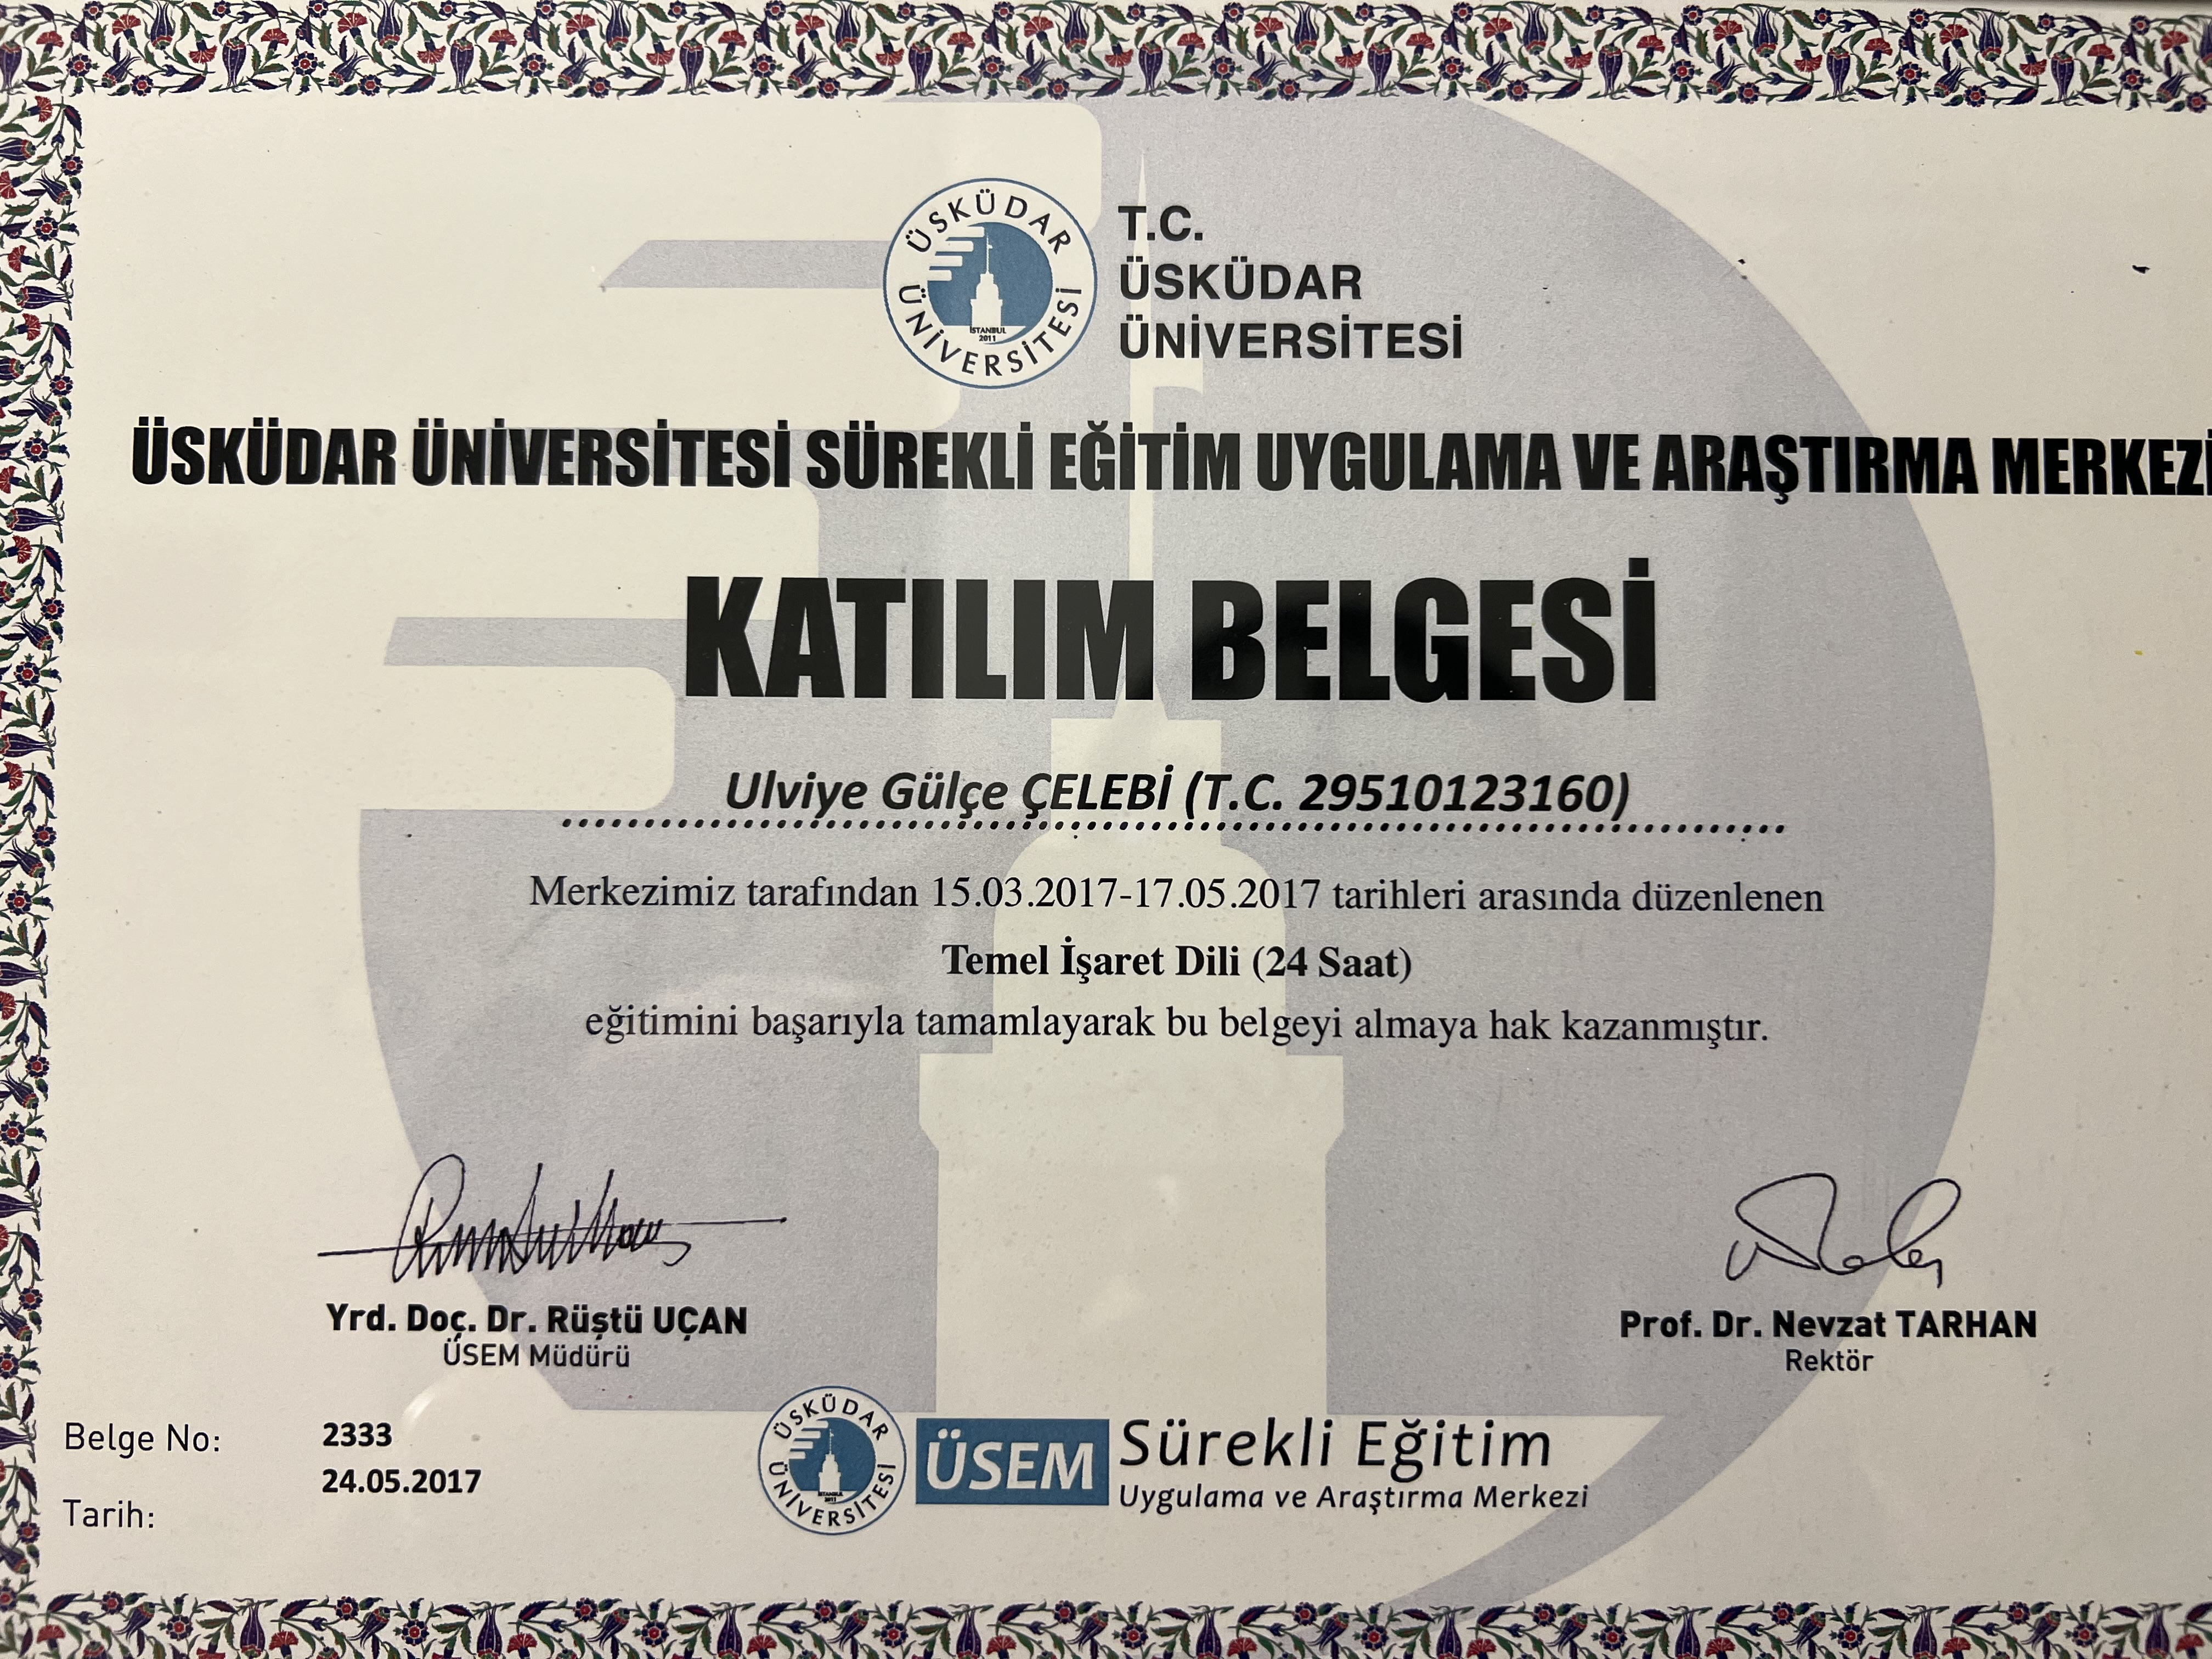 ÜSKÜDAR ÜNİVERSİTESİ
İSTANBUL
2011
T.C.
ÜSKÜDAR
ÜNİVERSİTESİ
ÜSKÜDAR ÜNİVERSİTESİ SÜREKLİ EĞİTİM UYGULAMA VE ARAŞTIRMA MERKEZİ
KATILIM BELGESİ
Ulviye Gülçe ÇELEBİ (T.C. 29510123160)
Merkezimiz tarafından 15.03.2017-17.05.2017 tarihleri arasında düzenlenen
Temel İşaret Dili (24 Saat)
eğitimini başarıyla tamamlayarak bu belgeyi almaya hak kazanmıştır.
Yrd. Doç. Dr. Rüştü UÇAN
ÜSEM Müdürü
Prof. Dr. Nevzat TARHAN
Rektör
Belge No: 2333
24.05.2017
Tarih:
ÜSKÜDAR ÜNİVERSİTESİ
İSTANBUL
2011
ÜSEM
Sürekli Eğitim
Uygulama ve Araştırma Merkezi